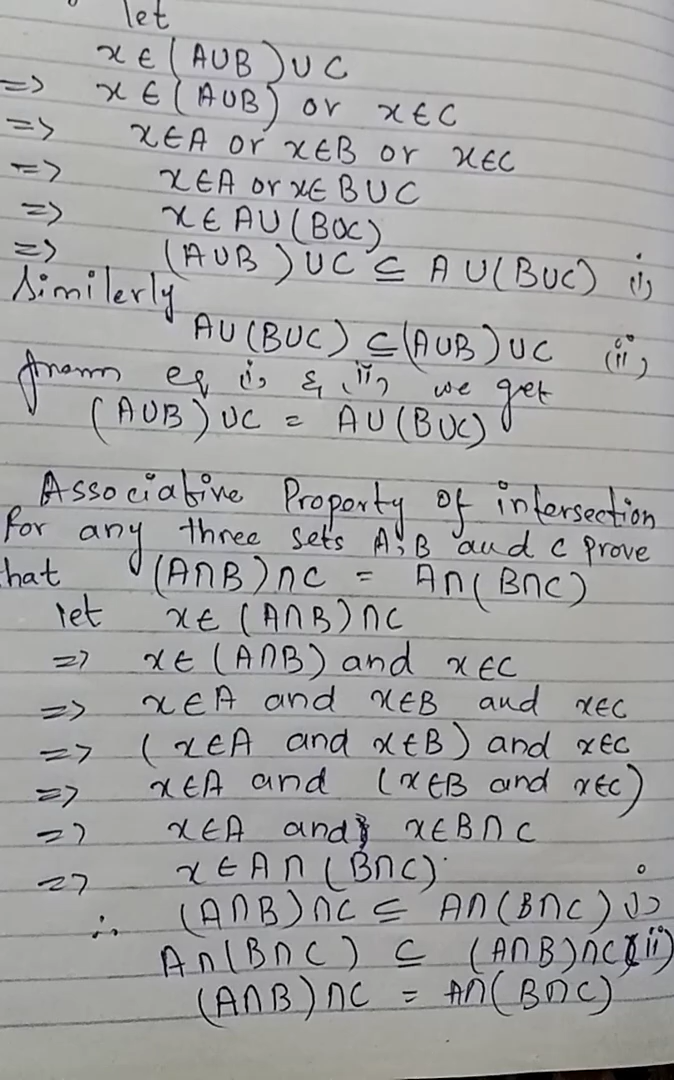 let
x ∈ (A∪B)∪C
=> x ∈ (A∪B) or x∈C
=> x∈A or x∈B or x∈C
=> x∈A or x∈ B∪C
=> x∈ A∪(B∪C)
=> (A∪B)∪C ⊆ A∪(B∪C) (i)
Similerly
A∪(B∪C) ⊆ (A∪B)∪C (ii)
from eq (i) & (ii) we get
(A∪B)∪C = A∪(B∪C)
Associative Property of intersection
for any three sets A,B and C prove
hat (A∩B)∩C = A∩(B∩C)
let x∈ (A∩B)∩C
=> x∈ (A∩B) and x∈C
=> x∈A and x∈B and x∈C
=> (x∈A and x∈B) and x∈C
=> x∈A and (x∈B and x∈C)
=> x∈A and x∈B∩C
=> x∈A∩(B∩C)
∴ (A∩B)∩C ⊆ A∩(B∩C) (i)
A∩(B∩C) ⊆ (A∩B)∩C (ii)
(A∩B)∩C = A∩(B∩C)